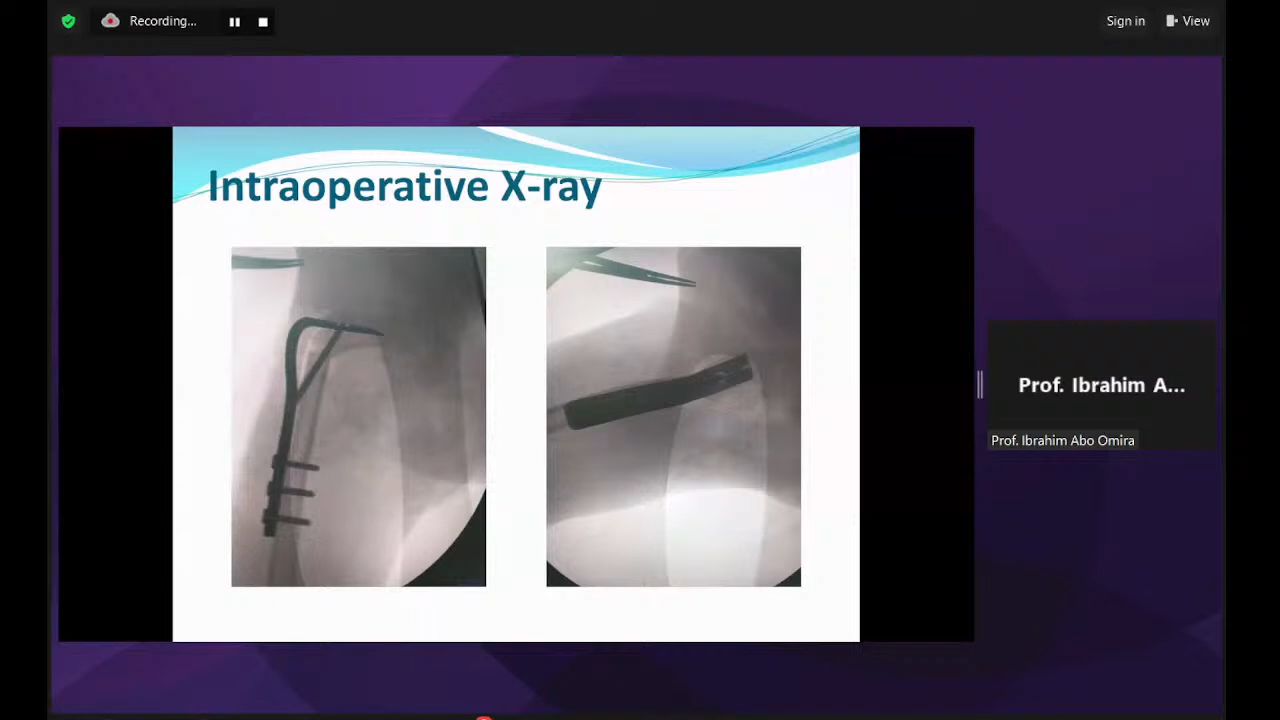 Recording...
Sign in
View
Intraoperative X-ray
Prof. Ibrahim A...
Prof. Ibrahim Abo Omira